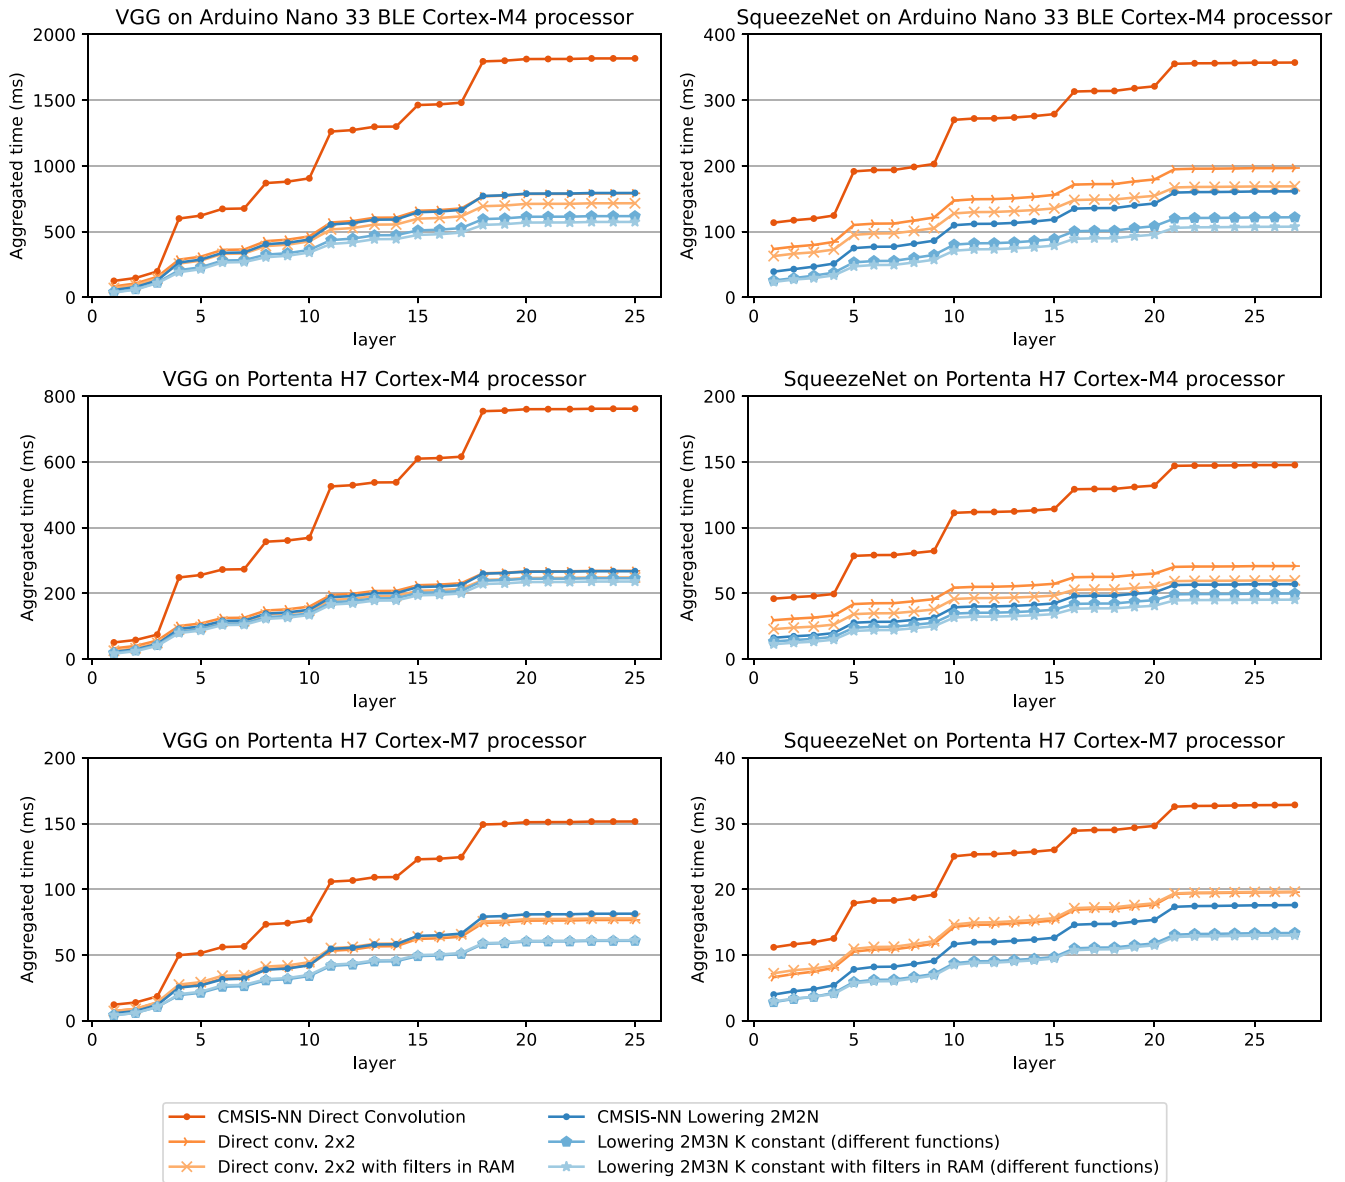 VGG on Arduino Nano 33 BLE Cortex-M4 processor
Aggregated time (ms)
2000
1500
1000
500
0
0 5 10 15 20 25
layer
SqueezeNet on Arduino Nano 33 BLE Cortex-M4 processor
Aggregated time (ms)
400
300
200
100
0
0 5 10 15 20 25
layer
VGG on Portenta H7 Cortex-M4 processor
Aggregated time (ms)
800
600
400
200
0
0 5 10 15 20 25
layer
SqueezeNet on Portenta H7 Cortex-M4 processor
Aggregated time (ms)
200
150
100
50
0
0 5 10 15 20 25
layer
VGG on Portenta H7 Cortex-M7 processor
Aggregated time (ms)
200
150
100
50
0
0 5 10 15 20 25
layer
SqueezeNet on Portenta H7 Cortex-M7 processor
Aggregated time (ms)
40
30
20
10
0
0 5 10 15 20 25
layer
CMSIS-NN Direct Convolution
Direct conv. 2x2
Direct conv. 2x2 with filters in RAM
CMSIS-NN Lowering 2M2N
Lowering 2M3N K constant (different functions)
Lowering 2M3N K constant with filters in RAM (different functions)